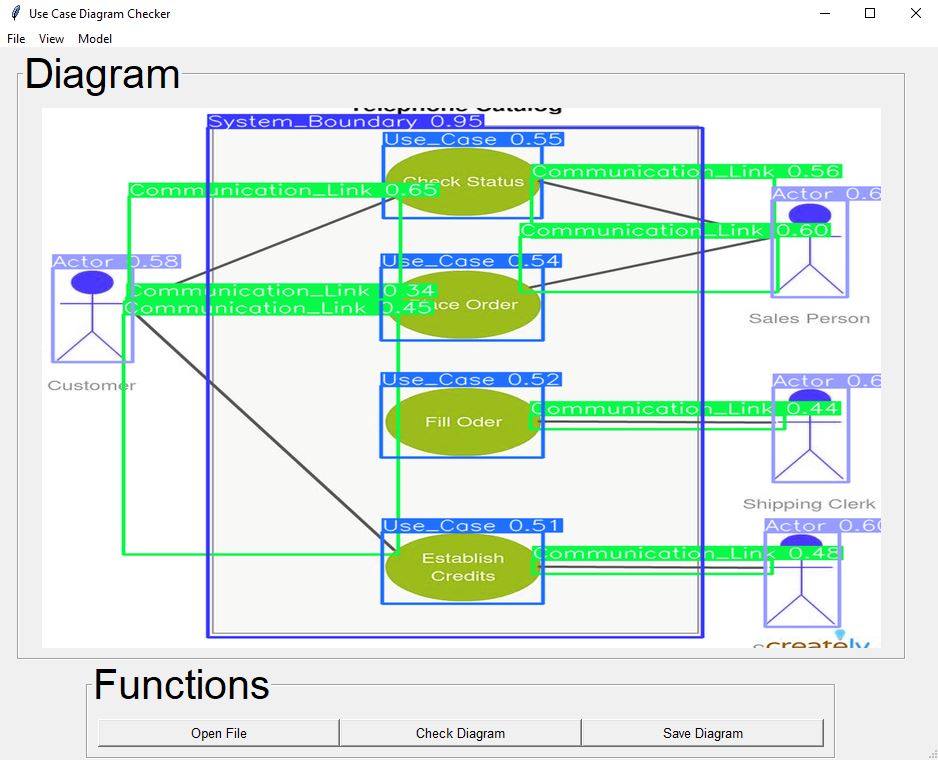 Use Case Diagram Checker
File View Model
Diagram
Telephone Catalog
System_Boundary 0.95
Use_Case 0.55
Communication_Link 0.56
Check Status
Communication_Link 0.65
Actor 0.6
Communication_Link 0.60
Actor 0.58
Use_Case 0.54
Communication_Link 0.34
Communication_Link 0.45
Order
Sales Person
Customer
Use_Case 0.52
Actor 0.6
Communication_Link 0.44
Fill Oder
Shipping Clerk
Use_Case 0.51
Actor 0.60
Communication_Link 0.48
Establish
Credits
creately
Functions
Open File Check Diagram Save Diagram